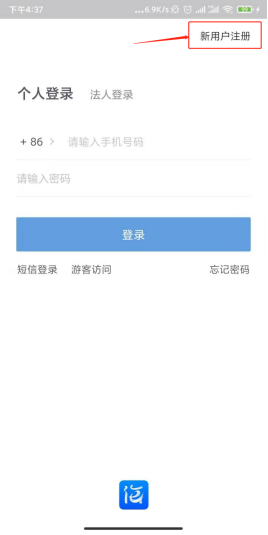 下午4:37
...6.9K/s
新用户注册
个人登录 法人登录
+ 86 > 请输入手机号码
请输入密码
登录
短信登录 游客访问 忘记密码